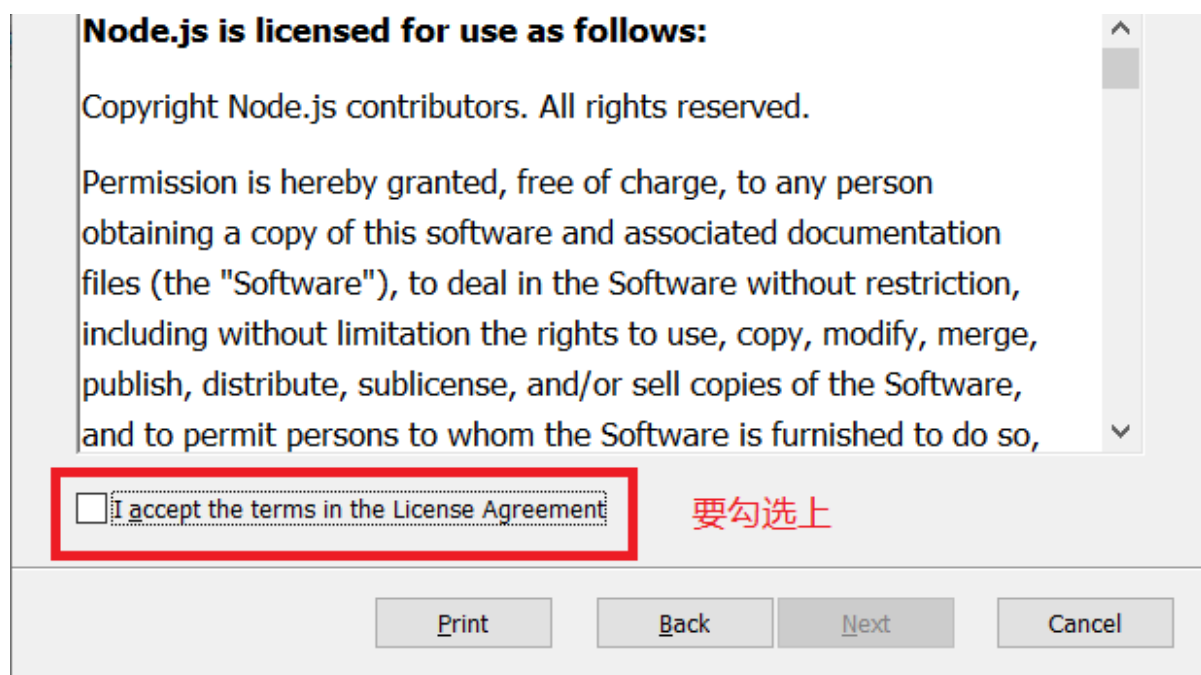 Node.js is licensed for use as follows:
Copyright Node.js contributors. All rights reserved.
Permission is hereby granted, free of charge, to any person
obtaining a copy of this software and associated documentation
files (the "Software"), to deal in the Software without restriction,
including without limitation the rights to use, copy, modify, merge,
publish, distribute, sublicense, and/or sell copies of the Software,
and to permit persons to whom the Software is furnished to do so,
I accept the terms in the License Agreement 要勾选上
Print Back Next Cancel